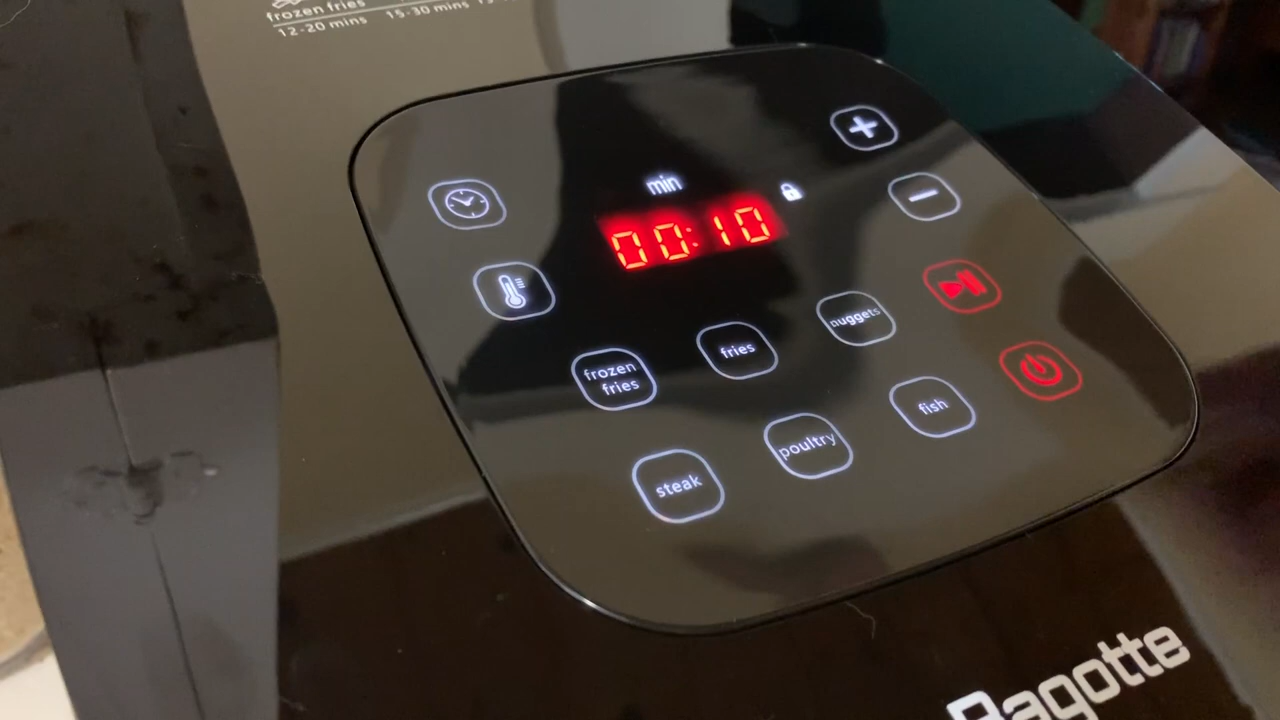 frozen fries
12-20 mins 15-30 mins
min
00:10
nuggets
fries
frozen
fries
fish
poultry
steak
Bagotte